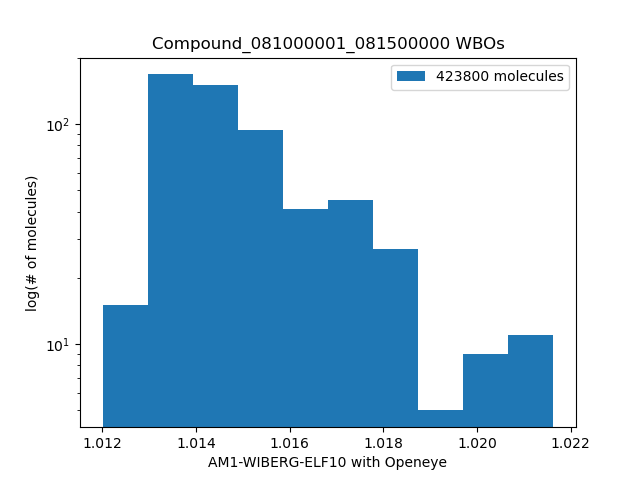 Compound_081000001_081500000 WBOs
423800 molecules
10²
10¹
log(# of molecules)
1.012 1.014 1.016 1.018 1.020 1.022
AM1-WIBERG-ELF10 with Openeye